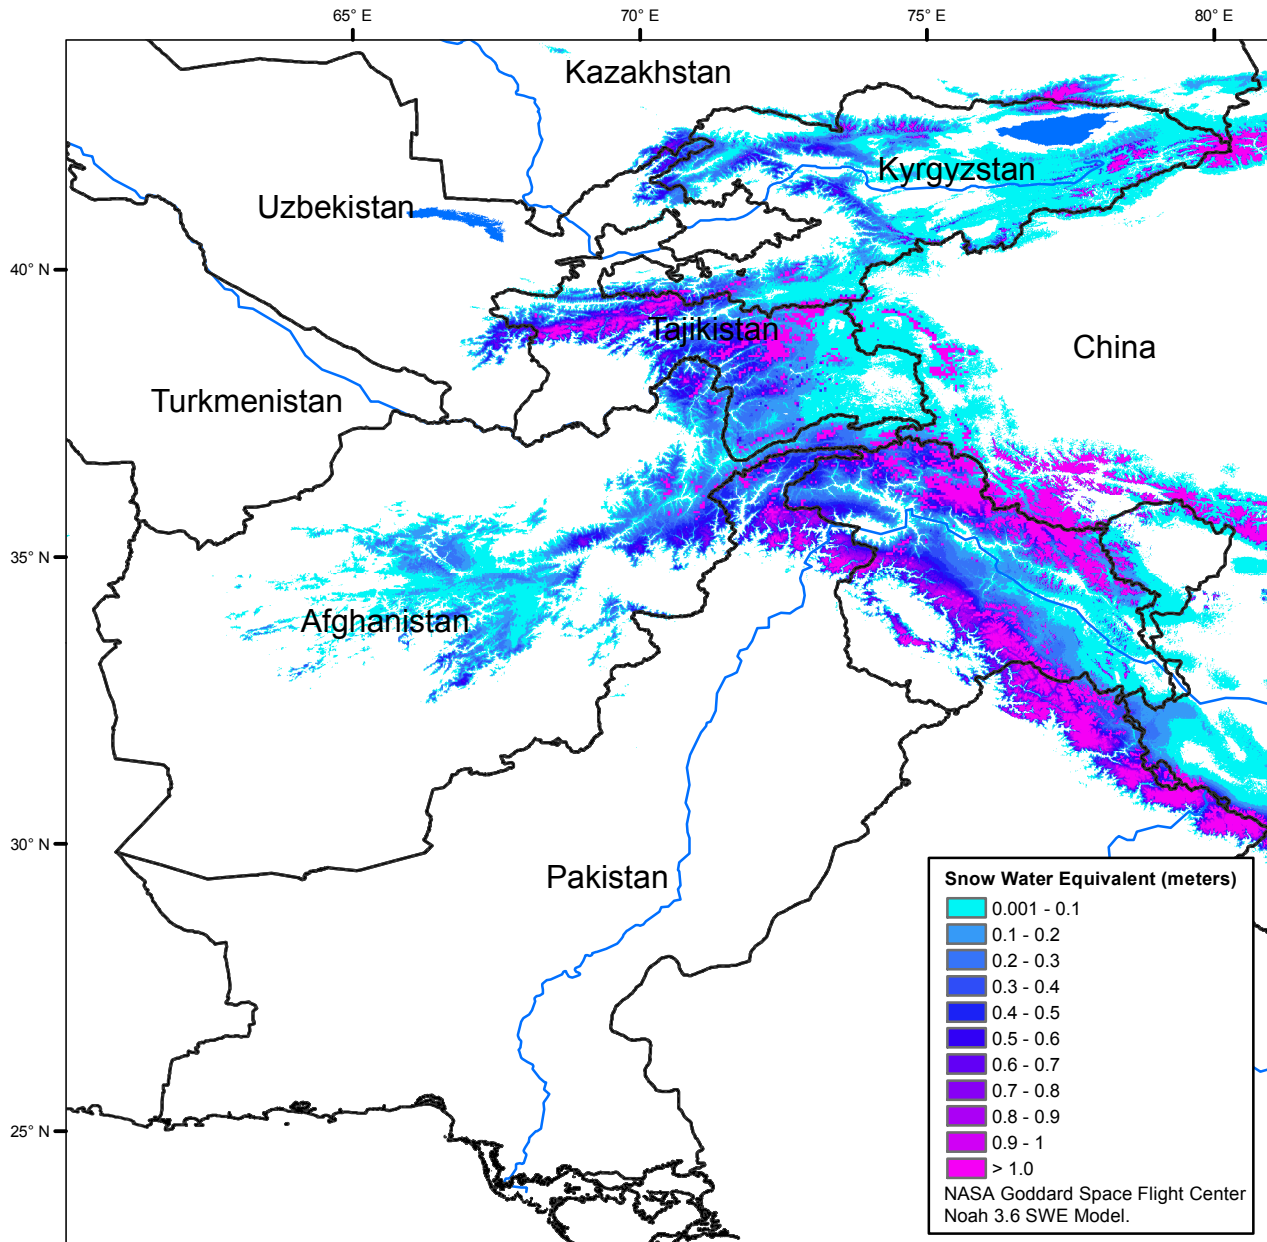 65° E
70° E
75° E
80° E
Kazakhstan
Kyrgyzstan
Uzbekistan
40° N
Tajikistan
China
Turkmenistan
35° N
Afghanistan
30° N
Pakistan
25° N
Snow Water Equivalent (meters)
0.001 - 0.1
0.1 - 0.2
0.2 - 0.3
0.3 - 0.4
0.4 - 0.5
0.5 - 0.6
0.6 - 0.7
0.7 - 0.8
0.8 - 0.9
0.9 - 1
> 1.0
NASA Goddard Space Flight Center
Noah 3.6 SWE Model.